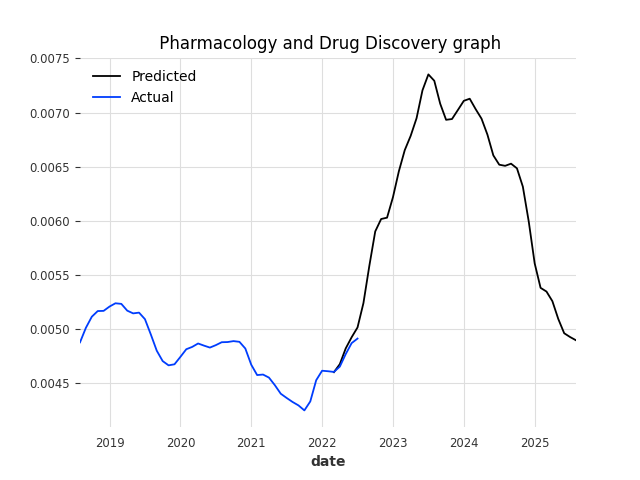 Pharmacology and Drug Discovery graph
Predicted
Actual
0.0075
0.0070
0.0065
0.0060
0.0055
0.0050
0.0045
2019 2020 2021 2022 2023 2024 2025
date